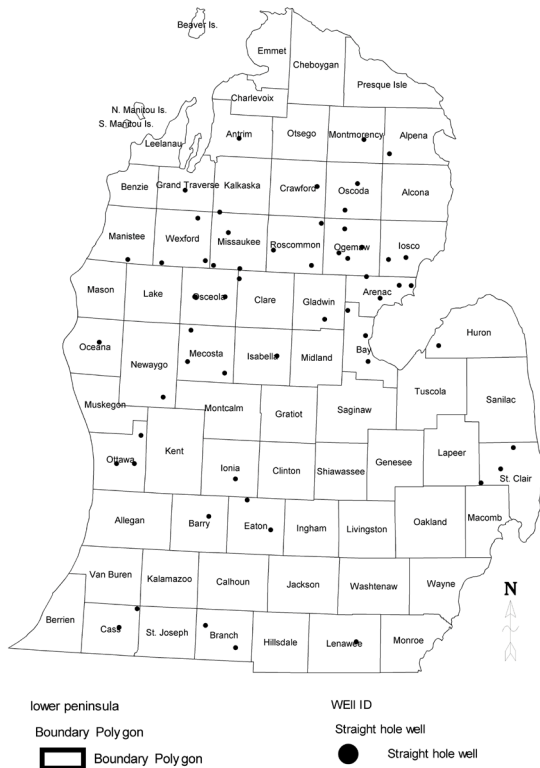 Beaver Is.
Emmet
Cheboygan
Presque Isle
Charlevoix
N. Manitou Is.
S. Manitou Is.
Leelanau
Antrim
Otsego
Montmorency
Alpena
Benzie
Grand Traverse
Kalkaska
Crawford
Oscoda
Alcona
Manistee
Wexford
Missaukee
Roscommon
Ogemaw
Iosco
Mason
Lake
Osceola
Clare
Gladwin
Arenac
Huron
Oceana
Newaygo
Mecosta
Isabella
Midland
Bay
Tuscola
Sanilac
Muskegon
Montcalm
Gratiot
Saginaw
Ottawa
Kent
Ionia
Clinton
Shiawassee
Genesee
Lapeer
St. Clair
Allegan
Barry
Eaton
Ingham
Livingston
Oakland
Macomb
Van Buren
Kalamazoo
Calhoun
Jackson
Washtenaw
Wayne
N
Berrien
Cass
St. Joseph
Branch
Hillsdale
Lenawee
Monroe
lower peninsula
Boundary Polygon
Boundary Polygon
WEll ID
Straight hole well
Straight hole well